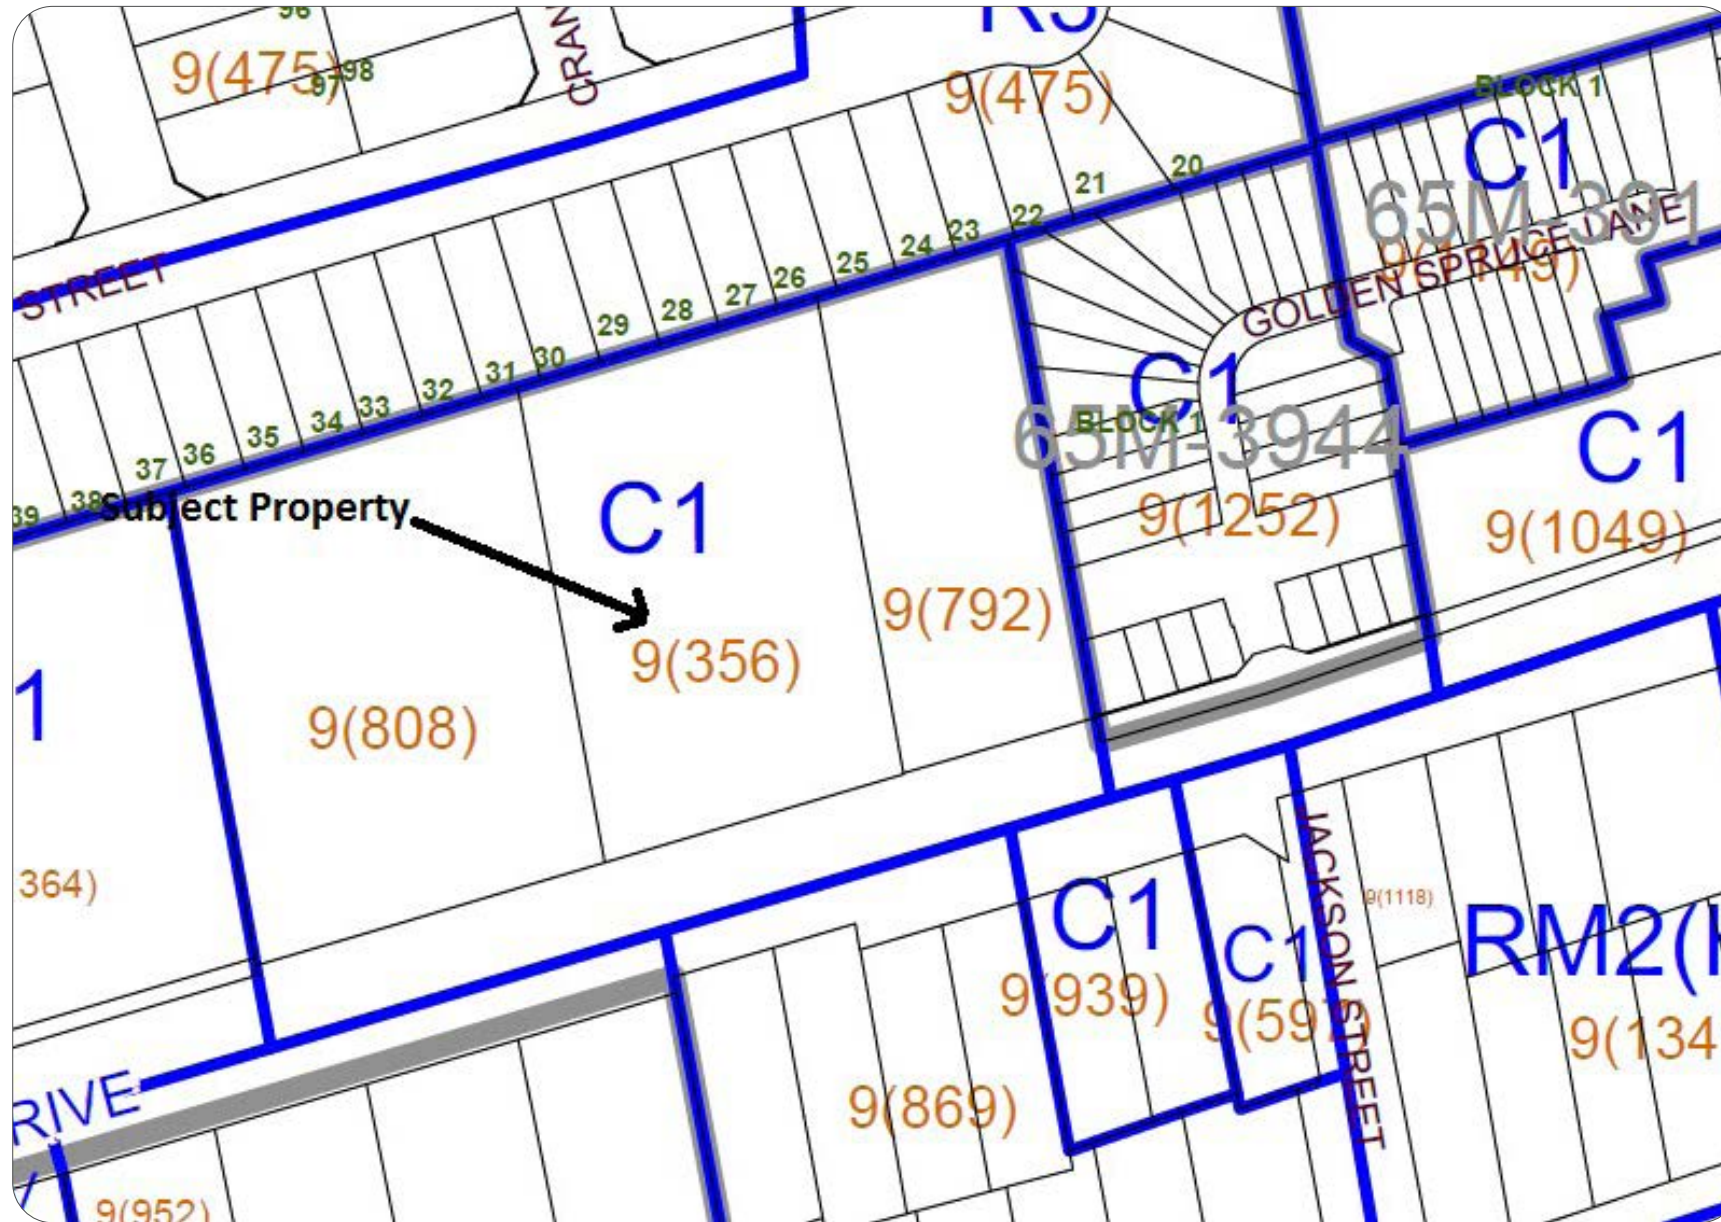 96
9(475)
97
98
CRAN
R3
9(475)
BLOCK 1
C1
65M-391
GOLDEN SPRUCE LANE
20
21
22
23
24
25
26
27
28
29
30
31
32
33
34
35
36
37
38
39
STREET
C1
BLOCK 1
65M-3944
9(1252)
C1
9(1049)
Subject Property
C1
9(356)
9(792)
9(808)
1
364)
C1
9(939)
C1
JACKSON STREET
9(1118)
RM2(
9(134
9(869)
RIVE
9(952)